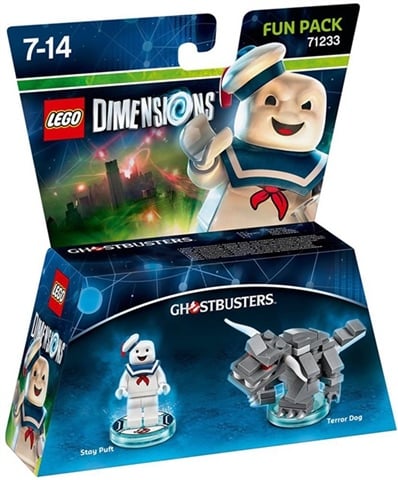 7-14
FUN PACK
71233
LEGO DIMENSIONS
GHOSTBUSTERS
GHOSTBUSTERS
LEGO DIMENSIONS
Stay Puft
Terror Dog